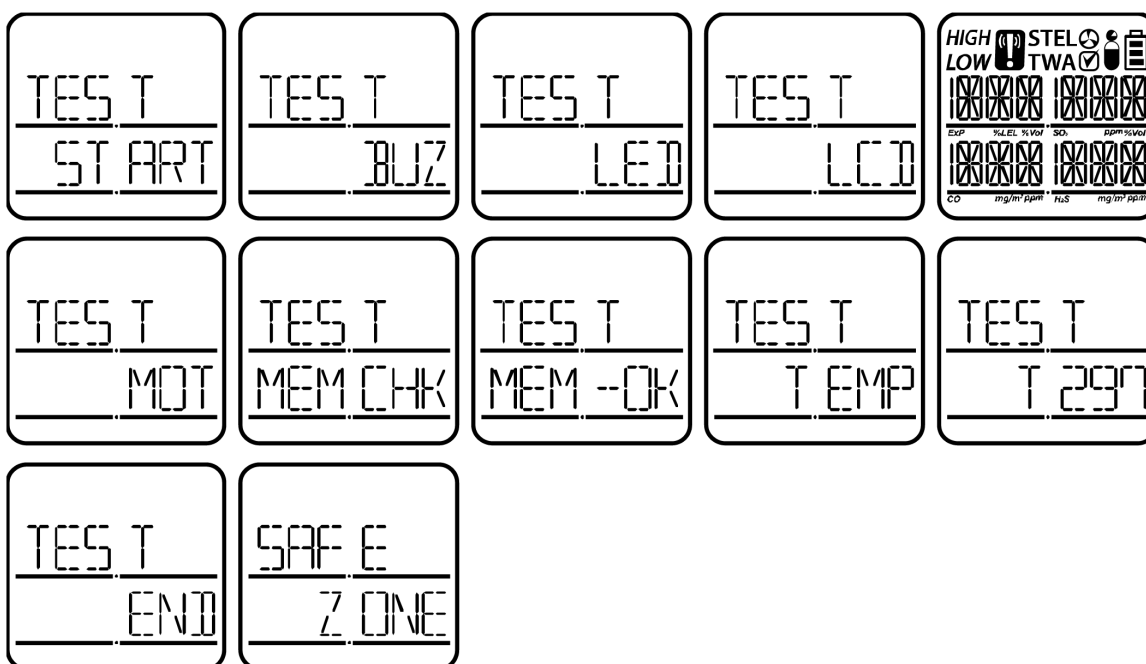 TEST
START
TEST
BUZ
TEST
LED
TEST
LCD
HIGH STEL
LOW TWA
ExP %LEL %Vol SO₂ ppm %Vol
CO mg/m³ ppm H₂S mg/m³ ppm
TEST
MOT
TEST
MEM CHK
TEST
MEM -OK
TEST
TEMP
TEST
T 297
TEST
END
SAFE
ZONE